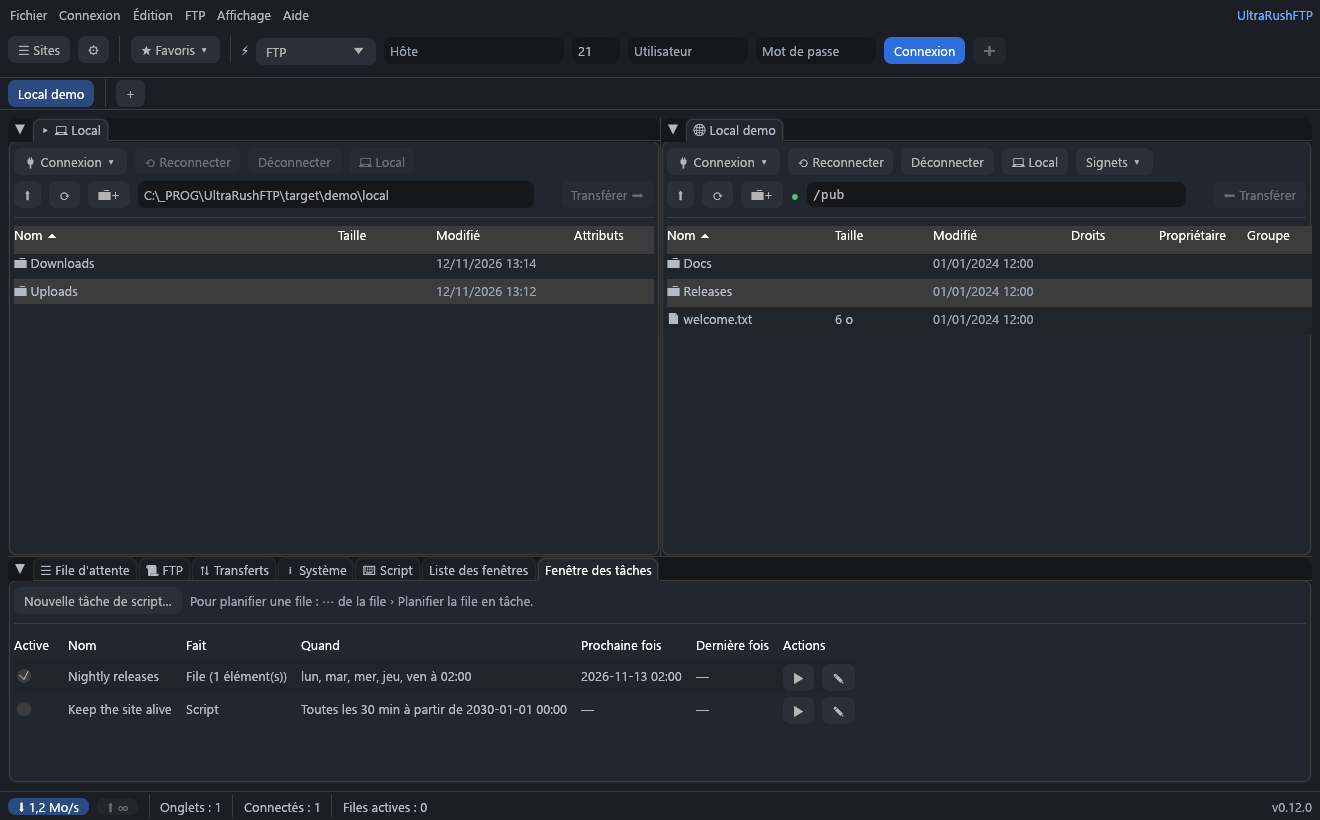 Fichier Connexion Édition FTP Affichage Aide UltraRushFTP
Sites Favoris FTP Hôte 21 Utilisateur Mot de passe Connexion +
Local demo +
Local
Local demo
Connexion Reconnecter Déconnecter Local
Connexion Reconnecter Déconnecter Local Signets
C:\_PROG\UltraRushFTP\target\demo\local Transférer
/pub Transférer
Nom Taille Modifié Attributs
Downloads 12/11/2026 13:14
Uploads 12/11/2026 13:12
Nom Taille Modifié Droits Propriétaire Groupe
Docs 01/01/2024 12:00
Releases 01/01/2024 12:00
welcome.txt 6 o 01/01/2024 12:00
File d'attente FTP Transferts Système Script Liste des fenêtres Fenêtre des tâches
Nouvelle tâche de script... Pour planifier une file : ··· de la file › Planifier la file en tâche.
Active Nom Fait Quand Prochaine fois Dernière fois Actions
Nightly releases File (1 élément(s)) lun, mar, mer, jeu, ven à 02:00 2026-11-13 02:00 —
Keep the site alive Script Toutes les 30 min à partir de 2030-01-01 00:00 — —
⬇ 1,2 Mo/s ⬆ ∞ Onglets : 1 Connectés : 1 Files actives : 0 v0.12.0